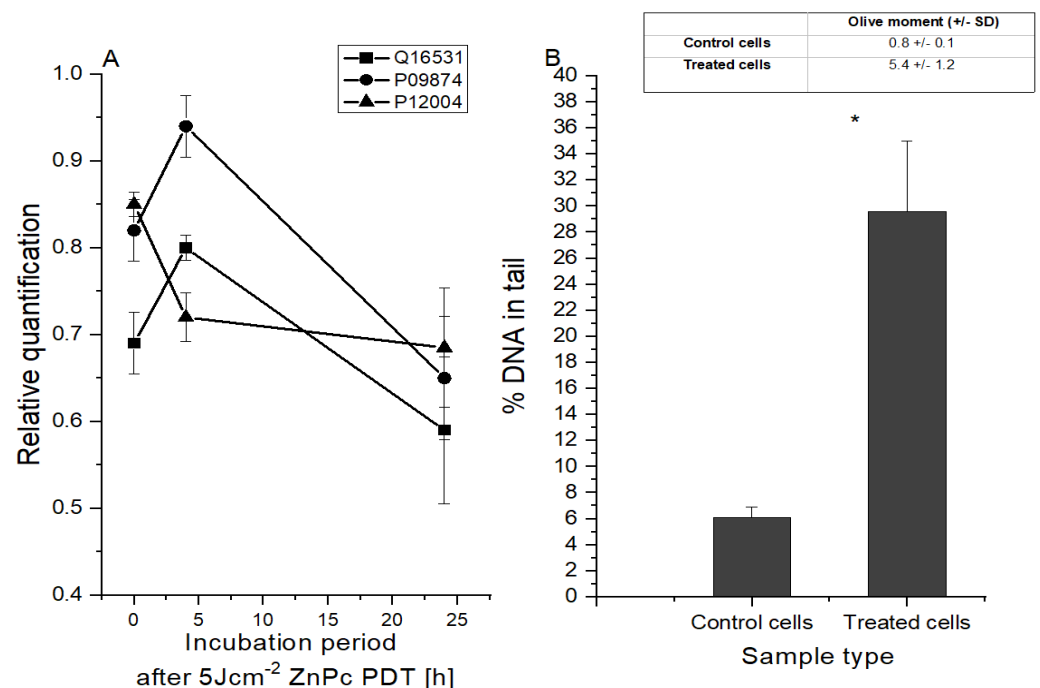 A
Q16531
P09874
P12004
1.0
0.9
0.8
0.7
0.6
0.5
0.4
Relative quantification
0 5 10 15 20 25
Incubation period
after 5Jcm⁻² ZnPc PDT [h]
Olive moment (+/- SD)
Control cells 0.8 +/- 0.1
Treated cells 5.4 +/- 1.2
B
40
38
36
34
32
30
28
26
24
22
20
18
16
14
12
10
8
6
4
2
0
% DNA in tail
*
Control cells Treated cells
Sample type